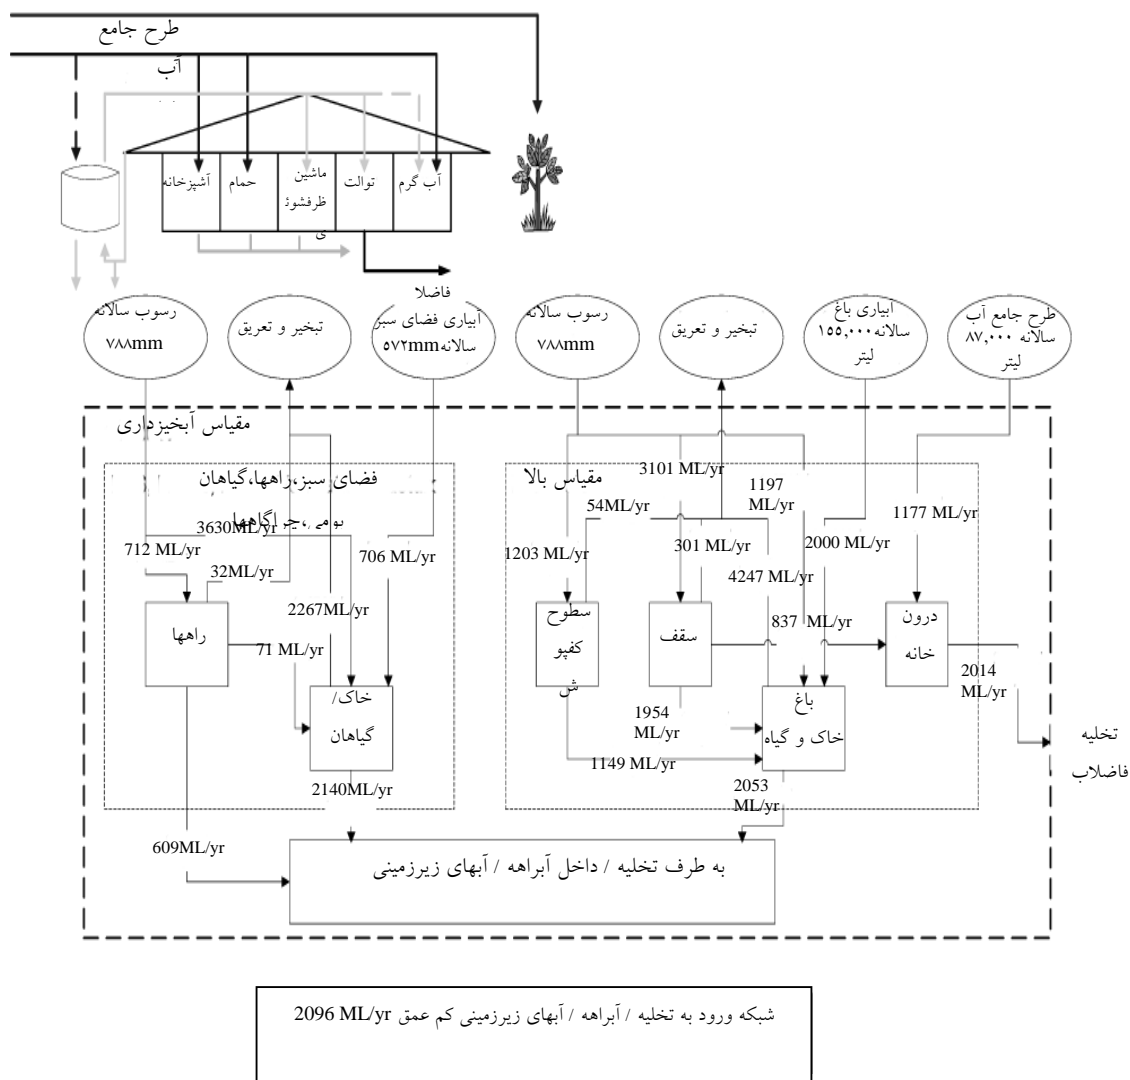 طرح جامع
آب
آشپزخانه
حمام
ماشین
ظرفشوئ
ی
توالت
آب گرم
فاضلا
رسوب سالانه
۷۸۸mm
تبخیر و تعریق
آبیاری فضای سبز
سالانه ۵۷۲mm
رسوب سالانه
۷۸۸mm
تبخیر و تعریق
ابیاری باغ
سالانه ۱۵۵,۰۰۰
لیتر
طرح جامع آب
سالانه ۸۷,۰۰۰
لیتر
مقیاس آبخیزداری
فضای سبز،راهها،گیاهان
بومی،چراگاهها
مقیاس بالا
3630ML/yr
712 ML/yr
32ML/yr
706 ML/yr
2267ML/yr
71 ML/yr
راهها
خاک/
گیاهان
2140ML/yr
609ML/yr
3101 ML/yr
1197
ML/yr
54ML/yr
1177 ML/yr
1203 ML/yr
301 ML/yr
2000 ML/yr
4247 ML/yr
837 ML/yr
سطوح
کفپو
ش
سقف
درون
خانه
2014
ML/yr
1954
ML/yr
باغ
خاک و گیاه
1149 ML/yr
2053
ML/yr
تخلیه
فاضلاب
به طرف تخلیه / داخل آبراهه / آبهای زیرزمینی
شبکه ورود به تخلیه / آبراهه / آبهای زیرزمینی کم عمق 2096 ML/yr